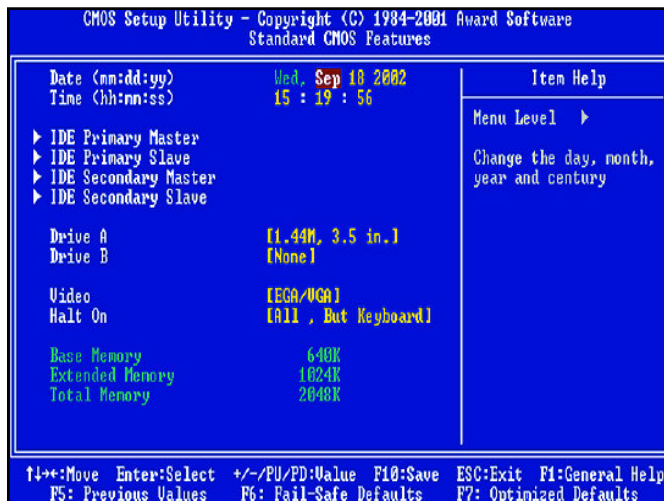 CMOS Setup Utility - Copyright (C) 1984-2001 Award Software
Standard CMOS Features
Date (mm:dd:yy) Wed, Sep 18 2002
Time (hh:mm:ss) 15 : 19 : 56
IDE Primary Master
IDE Primary Slave
IDE Secondary Master
IDE Secondary Slave
Drive A [1.44M, 3.5 in.]
Drive B [None]
Video [EGA/VGA]
Halt On [All , But Keyboard]
Base Memory 640K
Extended Memory 1024K
Total Memory 2048K
Item Help
Menu Level ▶
Change the day, month,
year and century
↑↓→←:Move Enter:Select +/-/PU/PD:Value F10:Save ESC:Exit F1:General Help
F5: Previous Values F6: Fail-Safe Defaults F7: Optimized Defaults